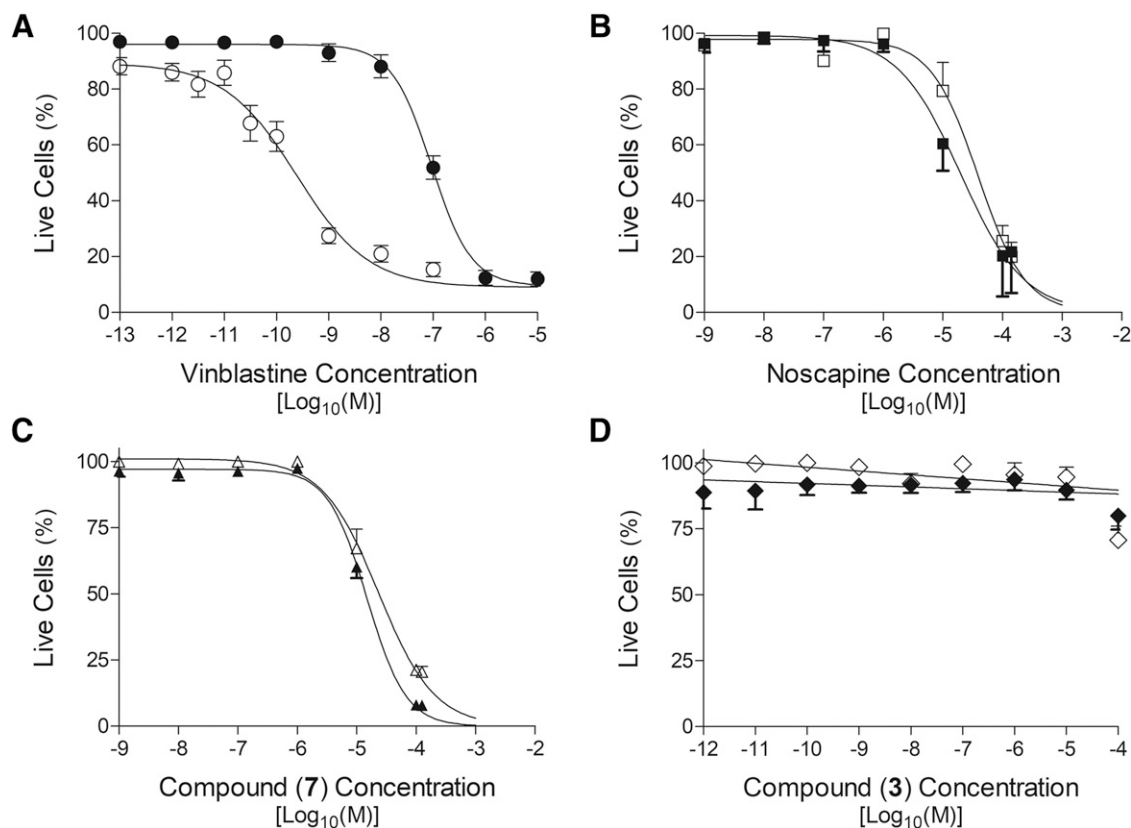 A
100
80
60
40
20
0
Live Cells (%)
-13 -12 -11 -10 -9 -8 -7 -6 -5
Vinblastine Concentration
[Log10(M)]
B
100
80
60
40
20
0
Live Cells (%)
-9 -8 -7 -6 -5 -4 -3 -2
Noscapine Concentration
[Log10(M)]
C
100
75
50
25
0
Live Cells (%)
-9 -8 -7 -6 -5 -4 -3 -2
Compound (7) Concentration
[Log10(M)]
D
100
75
50
25
0
Live Cells (%)
-12 -11 -10 -9 -8 -7 -6 -5 -4
Compound (3) Concentration
[Log10(M)]